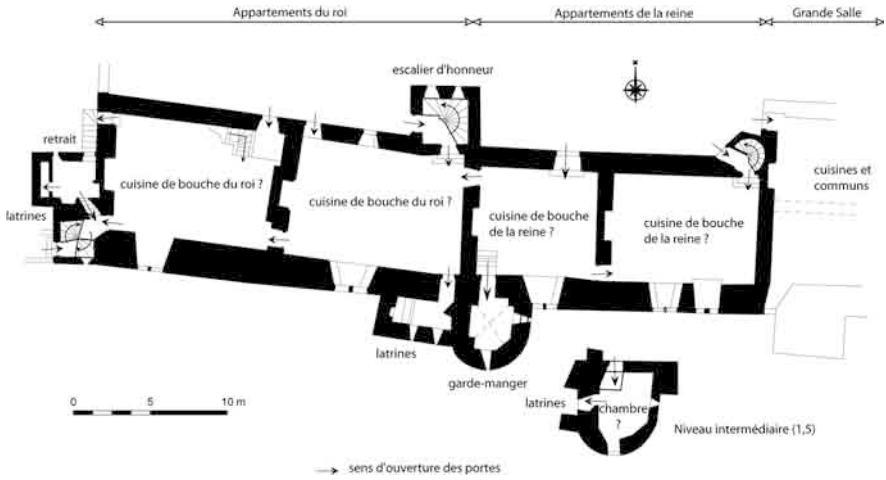 Appartements du roi
Appartements de la reine
Grande Salle
escalier d'honneur
retrait
cuisine de bouche du roi ?
cuisine de bouche du roi ?
cuisine de bouche
de la reine ?
cuisine de bouche
de la reine ?
cuisines et
communs
latrines
latrines
garde-manger
latrines
chambre
?
Niveau intermédiaire (1,5)
0
5
10 m
sens d'ouverture des portes